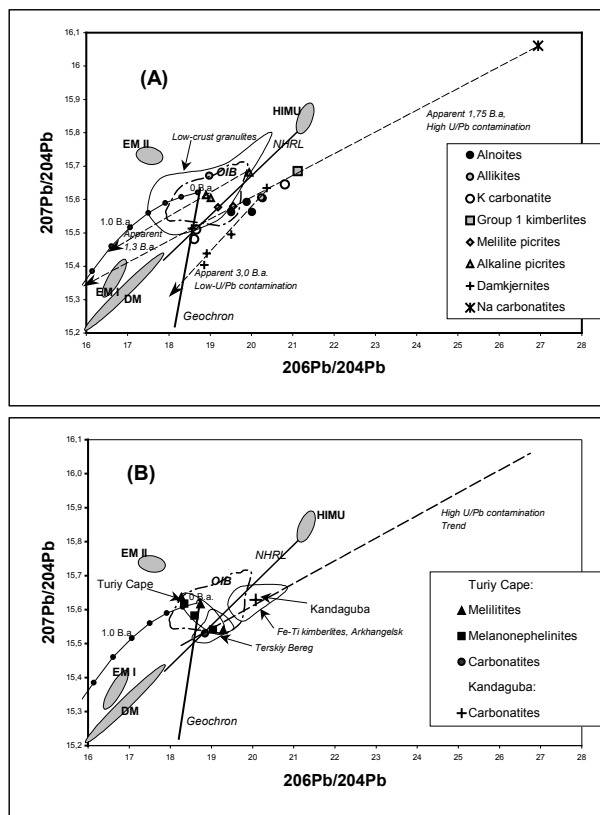 16,1
(A)
16
15,9
HIMU
Apparent 1,75 B.a,
High U/Pb contamination
15,8
EM II
Low-crust granulites
NHRL
15,7
OIB
0 B.a.
15,6
1.0 B.a.
15,5
Apparent
1,3 B.a.
15,4
Apparent 3,0 B.a.
Low-U/Pb contamination
EM I
DM
15,3
Geochron
15,2
207Pb/204Pb
16 17 18 19 20 21 22 23 24 25 26 27 28
206Pb/204Pb
Alnoites
Allikites
K carbonatite
Group 1 kimberlites
Melilite picrites
Alkaline picrites
Damkjernites
Na carbonatites
16,1
(B)
16,0
15,9
HIMU
High U/Pb contamination
Trend
15,8
EM II
NHRL
OIB
15,7
Turiy Cape
0 B.a.
Kandaguba
15,6
1.0 B.a.
Fe-Ti kimberlites, Arkhangelsk
15,5
Terskiy Bereg
15,4
EM I
DM
15,3
Geochron
15,2
207Pb/204Pb
16 18 20 22 24 26 28
206Pb/204Pb
Turiy Cape:
Melilitites
Melanonephelinites
Carbonatites
Kandaguba:
Carbonatites